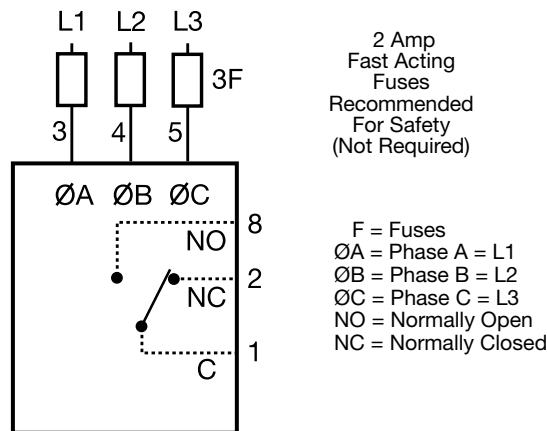 L1 L2 L3
3F
3 4 5
ØA ØB ØC
8
NO
2
NC
1
C
2 Amp
Fast Acting
Fuses
Recommended
For Safety
(Not Required)
F = Fuses
ØA = Phase A = L1
ØB = Phase B = L2
ØC = Phase C = L3
NO = Normally Open
NC = Normally Closed